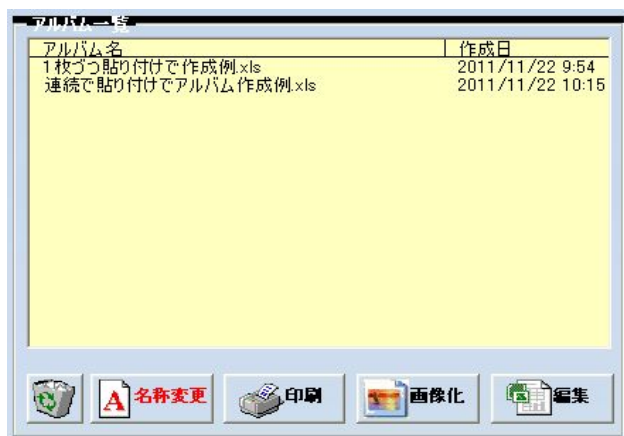 アルバム一覧
アルバム名 作成日
1枚づつ貼り付けで作成例.xls 2011/11/22 9:54
連続で貼り付けでアルバム作成例.xls 2011/11/22 10:15
A 名称変更 印刷 画像化 編集